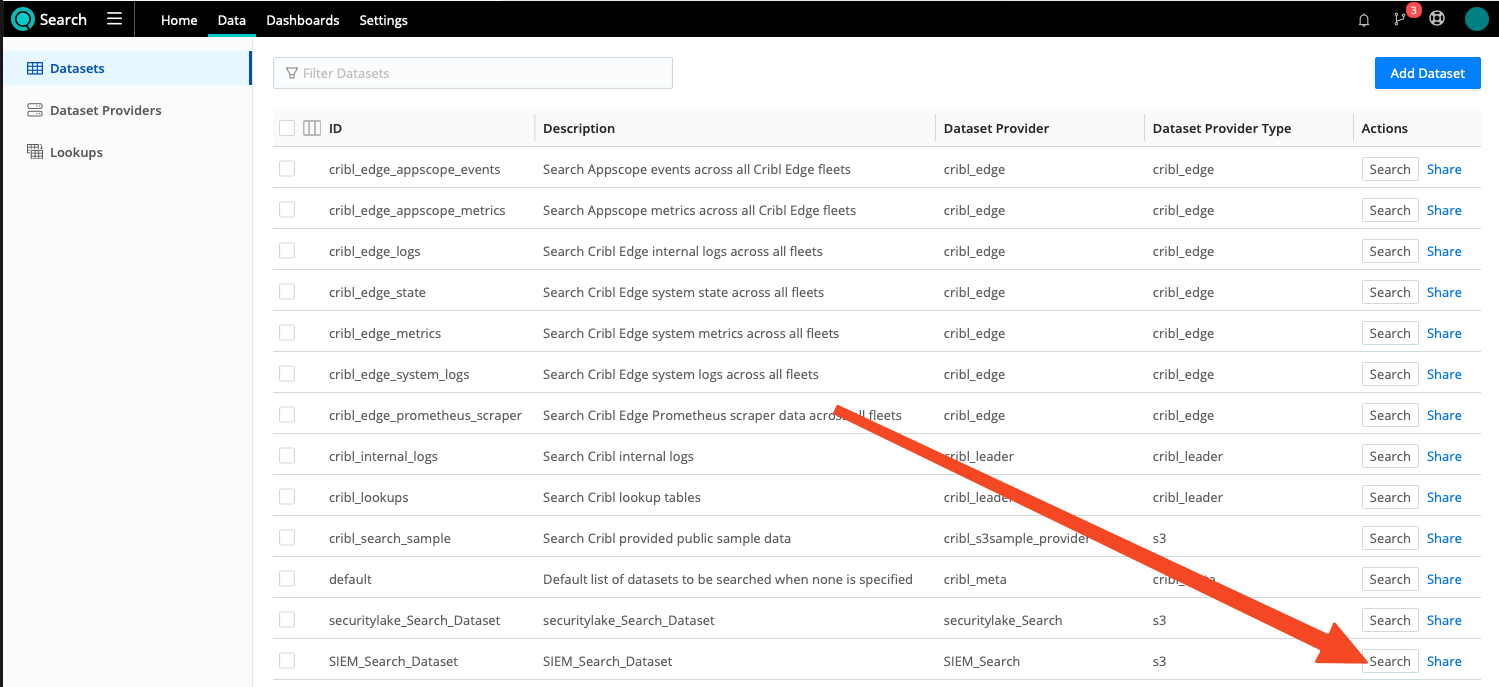 Search Home Data Dashboards Settings 3
Datasets
Dataset Providers
Lookups
Filter Datasets Add Dataset
ID Description Dataset Provider Dataset Provider Type Actions
cribl_edge_appscope_events Search Appscope events across all Cribl Edge fleets cribl_edge cribl_edge Search Share
cribl_edge_appscope_metrics Search Appscope metrics across all Cribl Edge fleets cribl_edge cribl_edge Search Share
cribl_edge_logs Search Cribl Edge internal logs across all fleets cribl_edge cribl_edge Search Share
cribl_edge_state Search Cribl Edge system state across all fleets cribl_edge cribl_edge Search Share
cribl_edge_metrics Search Cribl Edge system metrics across all fleets cribl_edge cribl_edge Search Share
cribl_edge_system_logs Search Cribl Edge system logs across all fleets cribl_edge cribl_edge Search Share
cribl_edge_prometheus_scraper Search Cribl Edge Prometheus scraper data across all fleets cribl_edge cribl_edge Search Share
cribl_internal_logs Search Cribl internal logs cribl_leader cribl_leader Search Share
cribl_lookups Search Cribl lookup tables cribl_leader cribl_leader Search Share
cribl_search_sample Search Cribl provided public sample data cribl_s3sample_provider s3 Search Share
default Default list of datasets to be searched when none is specified cribl_meta cribl_meta Search Share
securitylake_Search_Dataset securitylake_Search_Dataset securitylake_Search s3 Search Share
SIEM_Search_Dataset SIEM_Search_Dataset SIEM_Search s3 Search Share